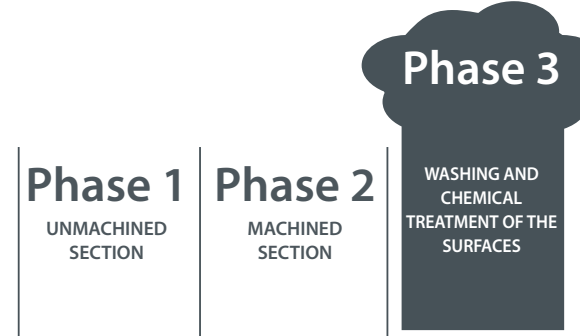 Phase 1
UNMACHINED
SECTION
Phase 2
MACHINED
SECTION
Phase 3
WASHING AND
CHEMICAL
TREATMENT OF THE
SURFACES